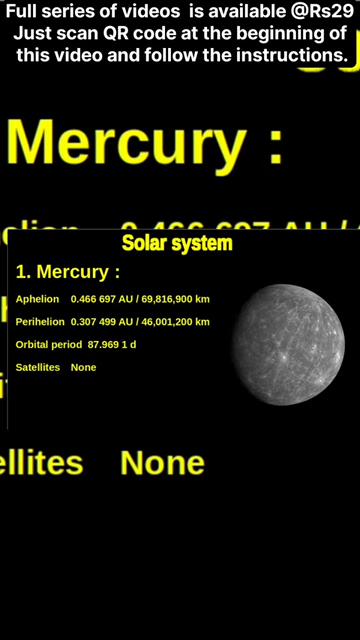 Full series of videos is available @Rs29
Just scan QR code at the beginning of
this video and follow the instructions.
Mercury :
Solar system
1. Mercury :
Aphelion 0.466 697 AU / 69,816,900 km
Perihelion 0.307 499 AU / 46,001,200 km
Orbital period 87.969 1 d
Satellites None
ellites None